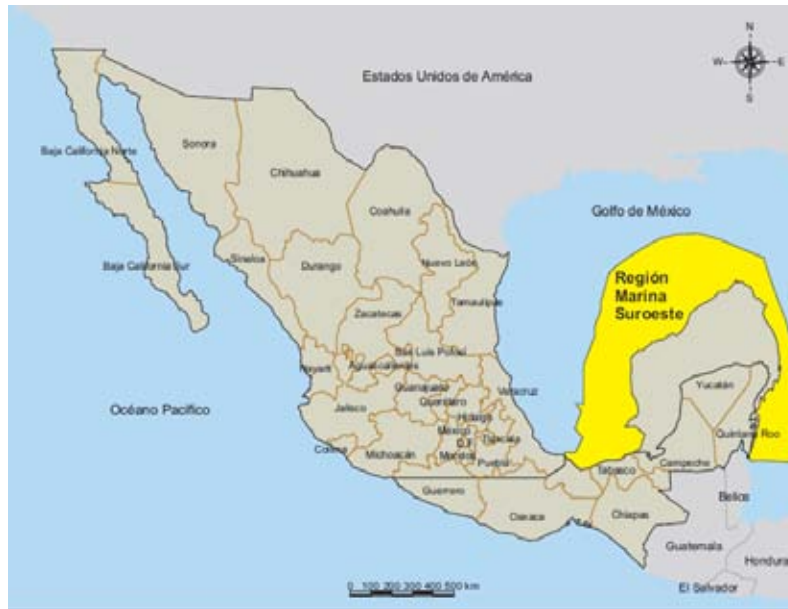 N
W
E
S
Estados Unidos de América
Sonora
Baja California Norte
Chihuahua
Coahuila
Golfo de México
Sinaloa
Durango
Nuevo León
Baja California Sur
Región
Marina
Suroeste
Tamaulipas
Zacatecas
San Luis Potosí
Aguascalientes
Nayarit
Yucatán
Guanajuato
Veracruz
Querétaro
Océano Pacífico
Jalisco
Hidalgo
Quintana Roo
México
D.F.
Tlaxcala
Colima
Michoacán
Morelos
Puebla
Campeche
Tabasco
Guerrero
Belios
Oaxaca
Chiapas
Guatemala
Hondura
El Salvador
0 100 200 300 400 500 km